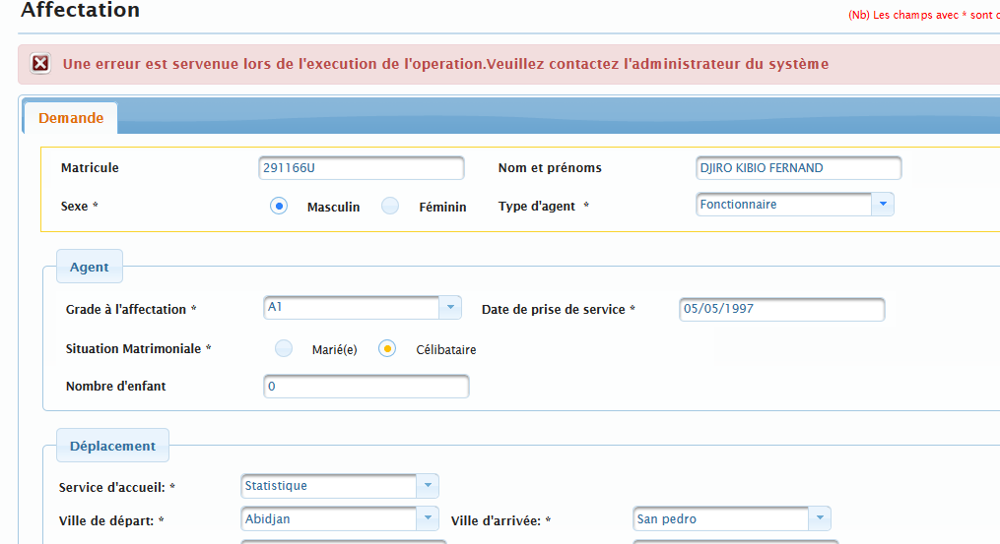 Affectation
(Nb) Les champs avec * sont
Une erreur est servenue lors de l'execution de l'operation.Veuillez contactez l'administrateur du système
Demande
Matricule 291166U Nom et prénoms DJIRO KIBIO FERNAND
Sexe * Masculin Féminin Type d'agent * Fonctionnaire
Agent
Grade à l'affectation * A1 Date de prise de service * 05/05/1997
Situation Matrimoniale * Marié(e) Célibataire
Nombre d'enfant 0
Déplacement
Service d'accueil: * Statistique
Ville de départ: * Abidjan Ville d'arrivée: * San pedro